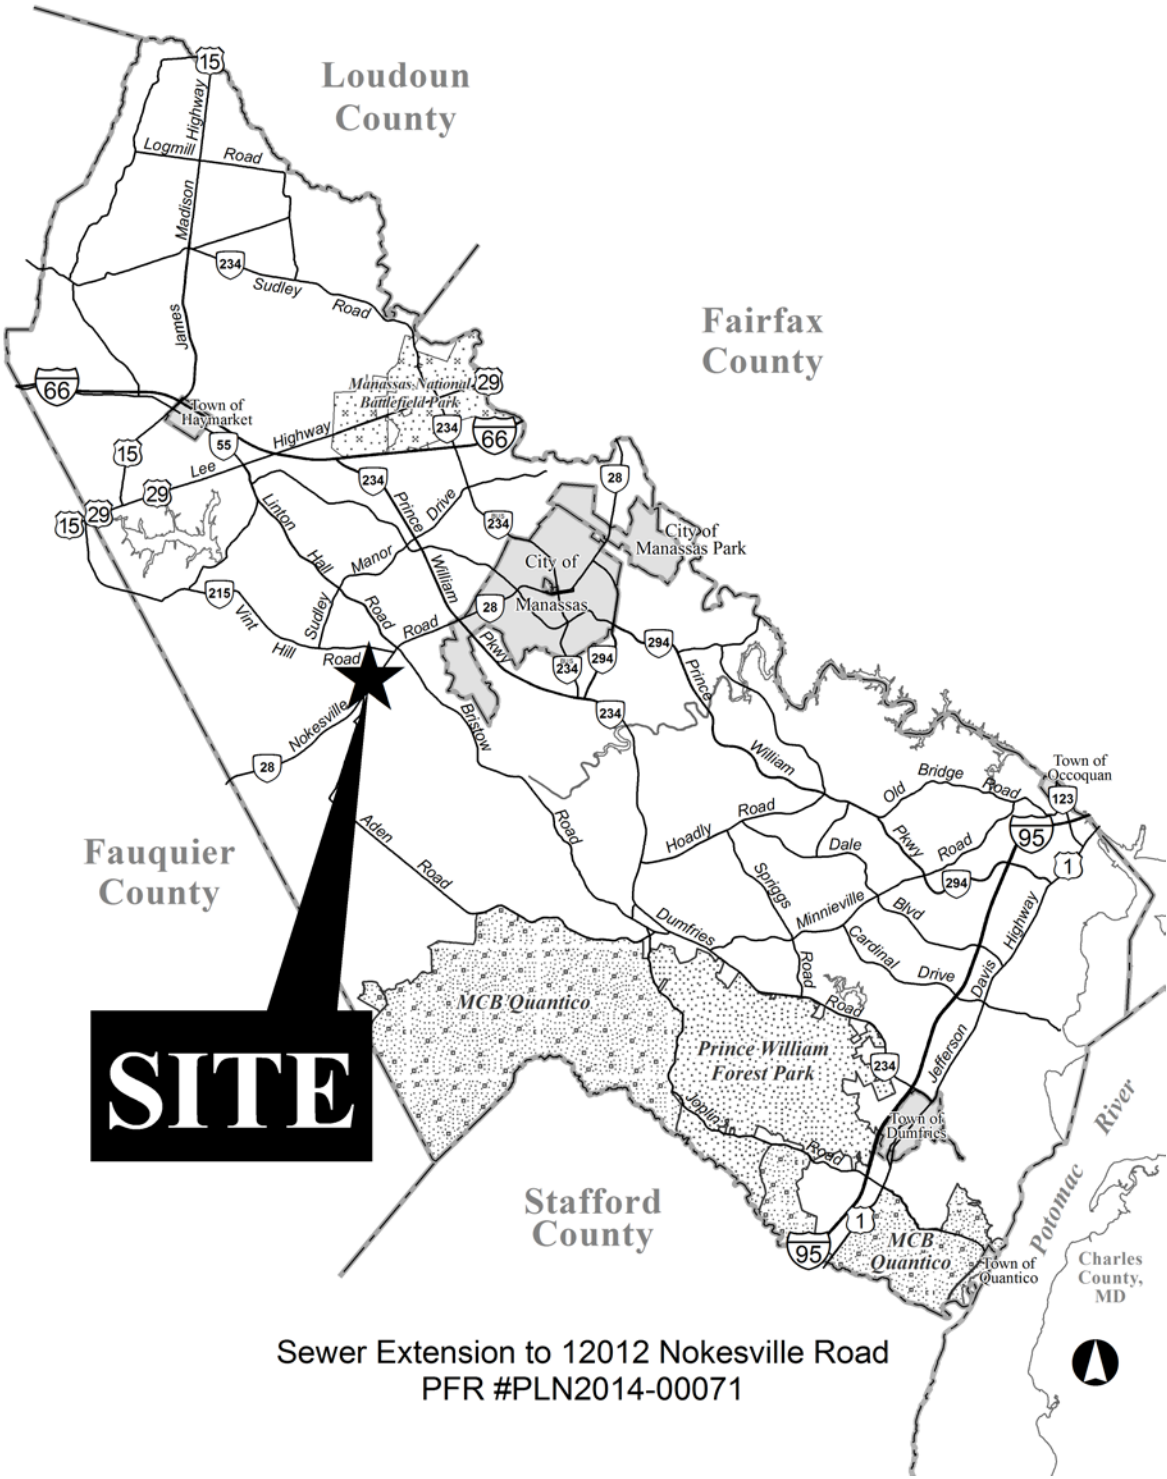 15
Loudoun
County
Highway
Logmill Road
Madison
234
Sudley
Road
James
Fairfax
County
66
Manassas National
Battlefield Park
29
Town of
Haymarket
234
66
55
Highway
15
Lee
28
234
29
Prince
Drive
Linton
29
15
BUS
234
City of
Manassas Park
Hall
Manor
City of
William
215
Manassas
28
Vint
Sudley
Road
Road
Hill
Road
Pkwy
294
BUS
234
294
Prince
234
Nokesville
Bristow
28
William
Town of
Occoquan
Old Bridge Road
123
Road
Hoadly
Road
95
Aden
Road
Dale
Pkwy
Road
1
Fauquier
County
Spriggs
294
Minnieville
Blvd
Highway
Dumfries
Cardinal
Drive
Davis
Road
MCB Quantico
Road
SITE
Prince William
Forest Park
Jefferson
234
Joplin
Town of
Dumfries
Road
River
Potomac
Stafford
County
1
95
MCB
Quantico
Town of
Quantico
Charles
County,
MD
Sewer Extension to 12012 Nokesville Road
PFR #PLN2014-00071